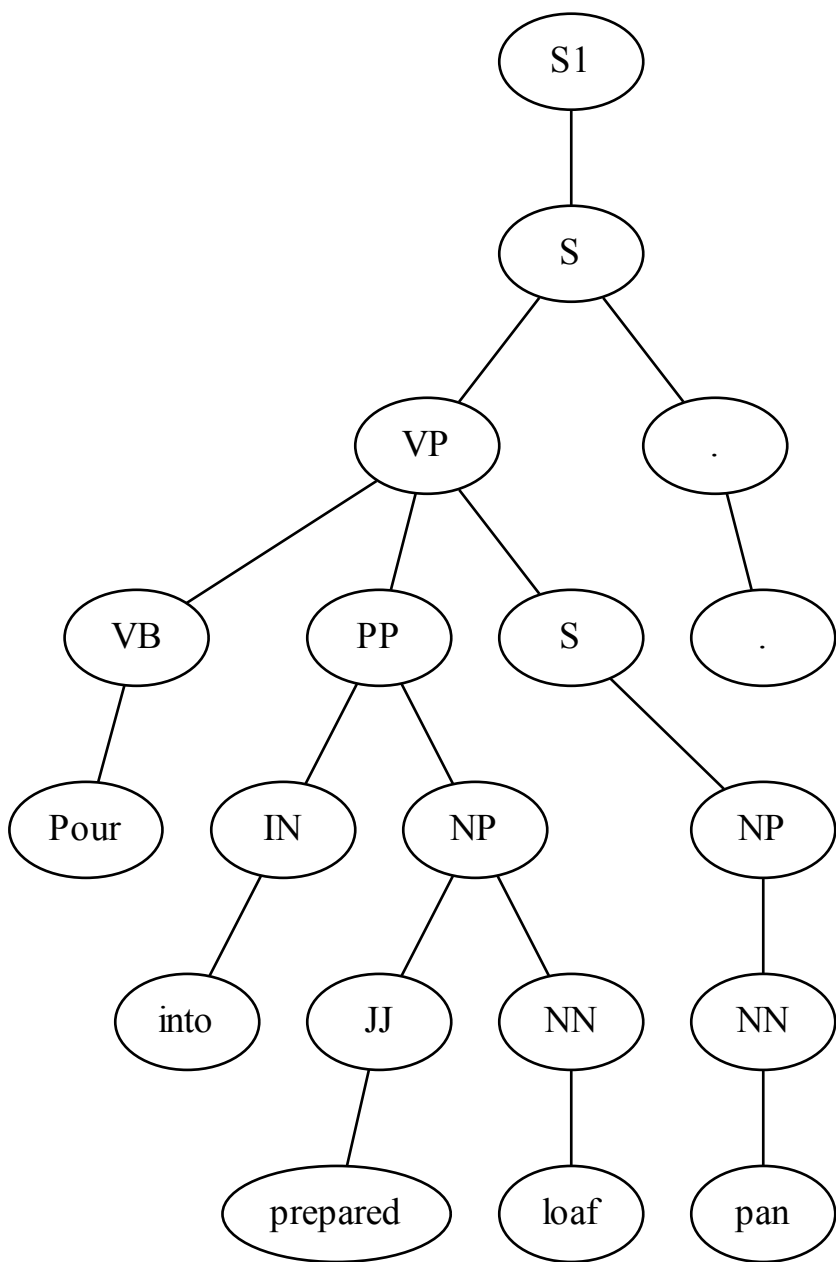 S1
S
VP .
VB PP S .
Pour IN NP NP
into JJ NN NN
prepared loaf pan